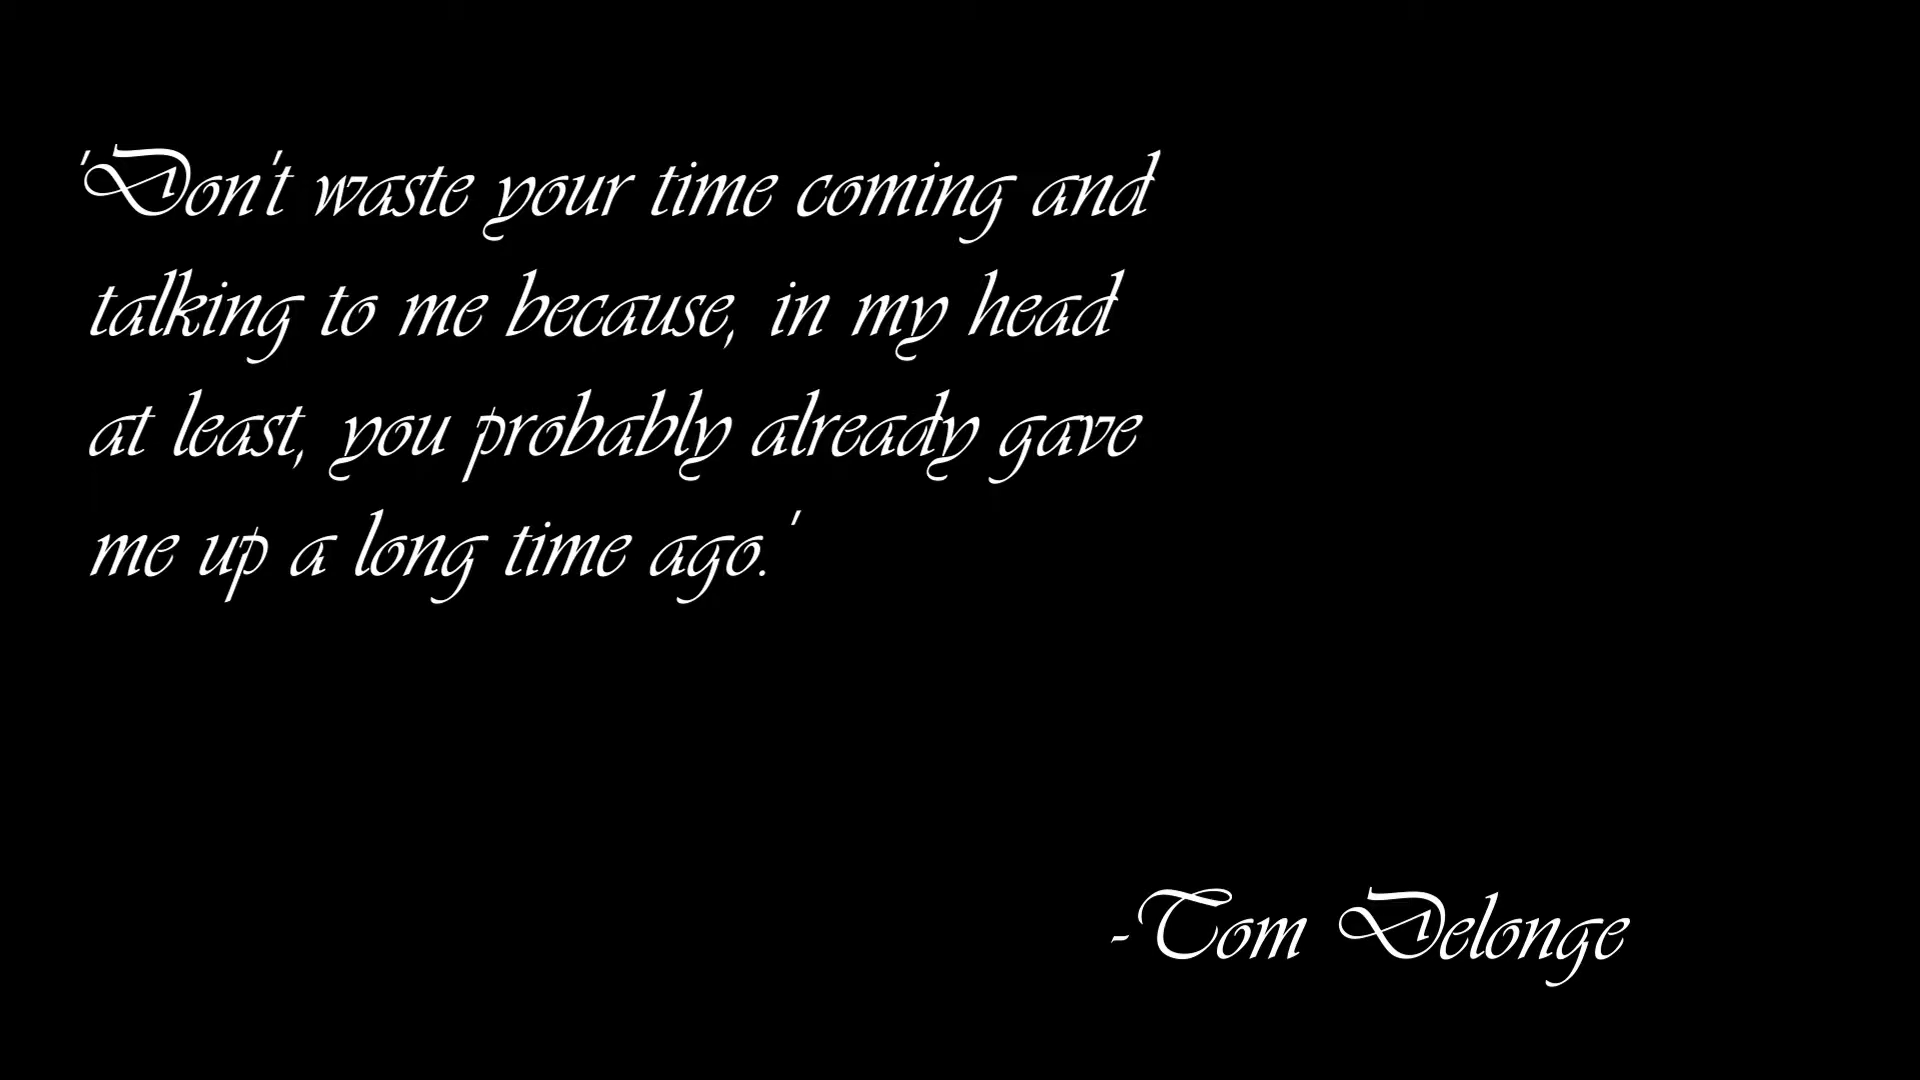 'Don't waste your time coming and
talking to me because, in my head
at least, you probably already gave
me up a long time ago.'
-Tom Delonge